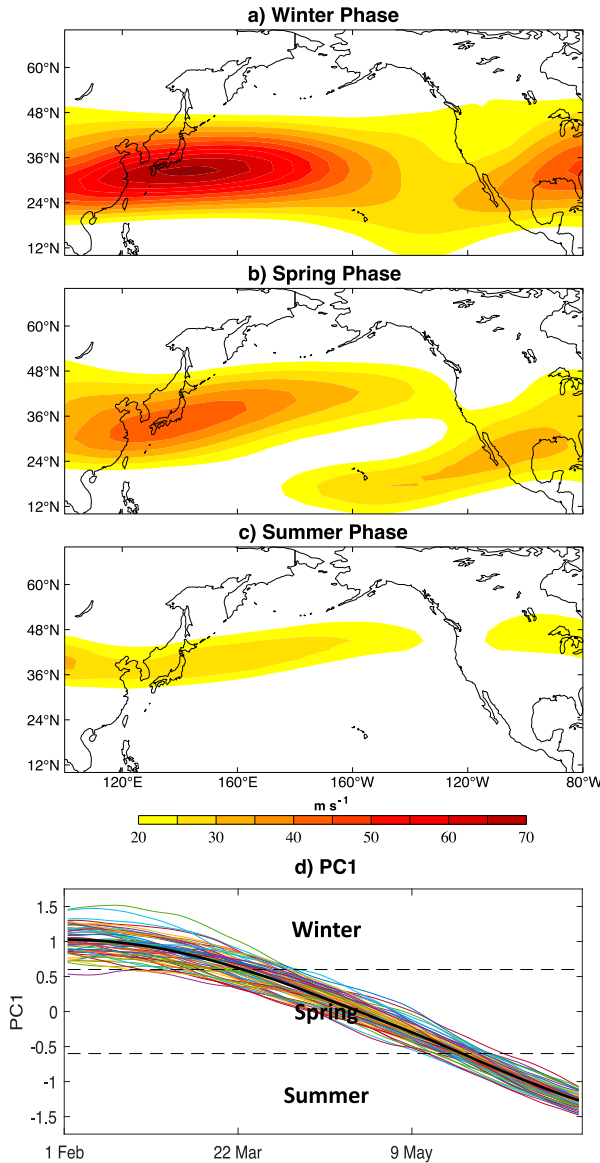 a) Winter Phase
60°N
48°N
36°N
24°N
12°N
b) Spring Phase
60°N
48°N
36°N
24°N
12°N
c) Summer Phase
60°N
48°N
36°N
24°N
12°N
120°E 160°E 160°W 120°W 80°W
m s⁻¹
20 30 40 50 60 70
d) PC1
1.5
1
0.5
0
-0.5
-1
-1.5
PC1
Winter
Spring
Summer
1 Feb 22 Mar 9 May